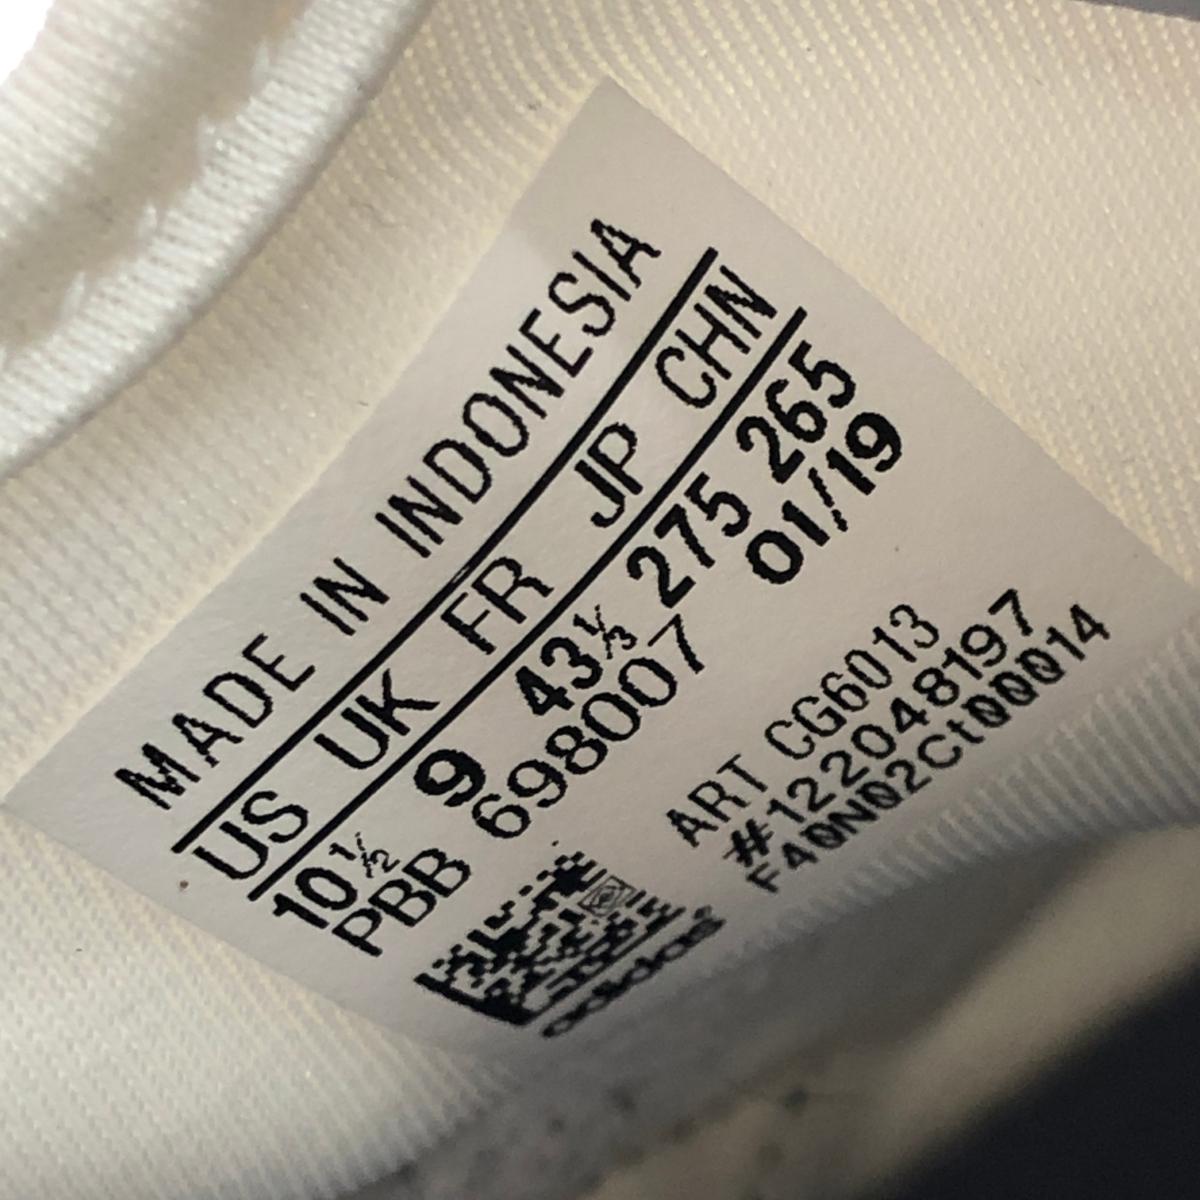 MADE IN INDONESIA
US UK FR JP CHN
10½ 9 43⅓ 275 265
PBB 698007 01/19
ART CG6013
#122048197
F40N02Ct00014
adidas